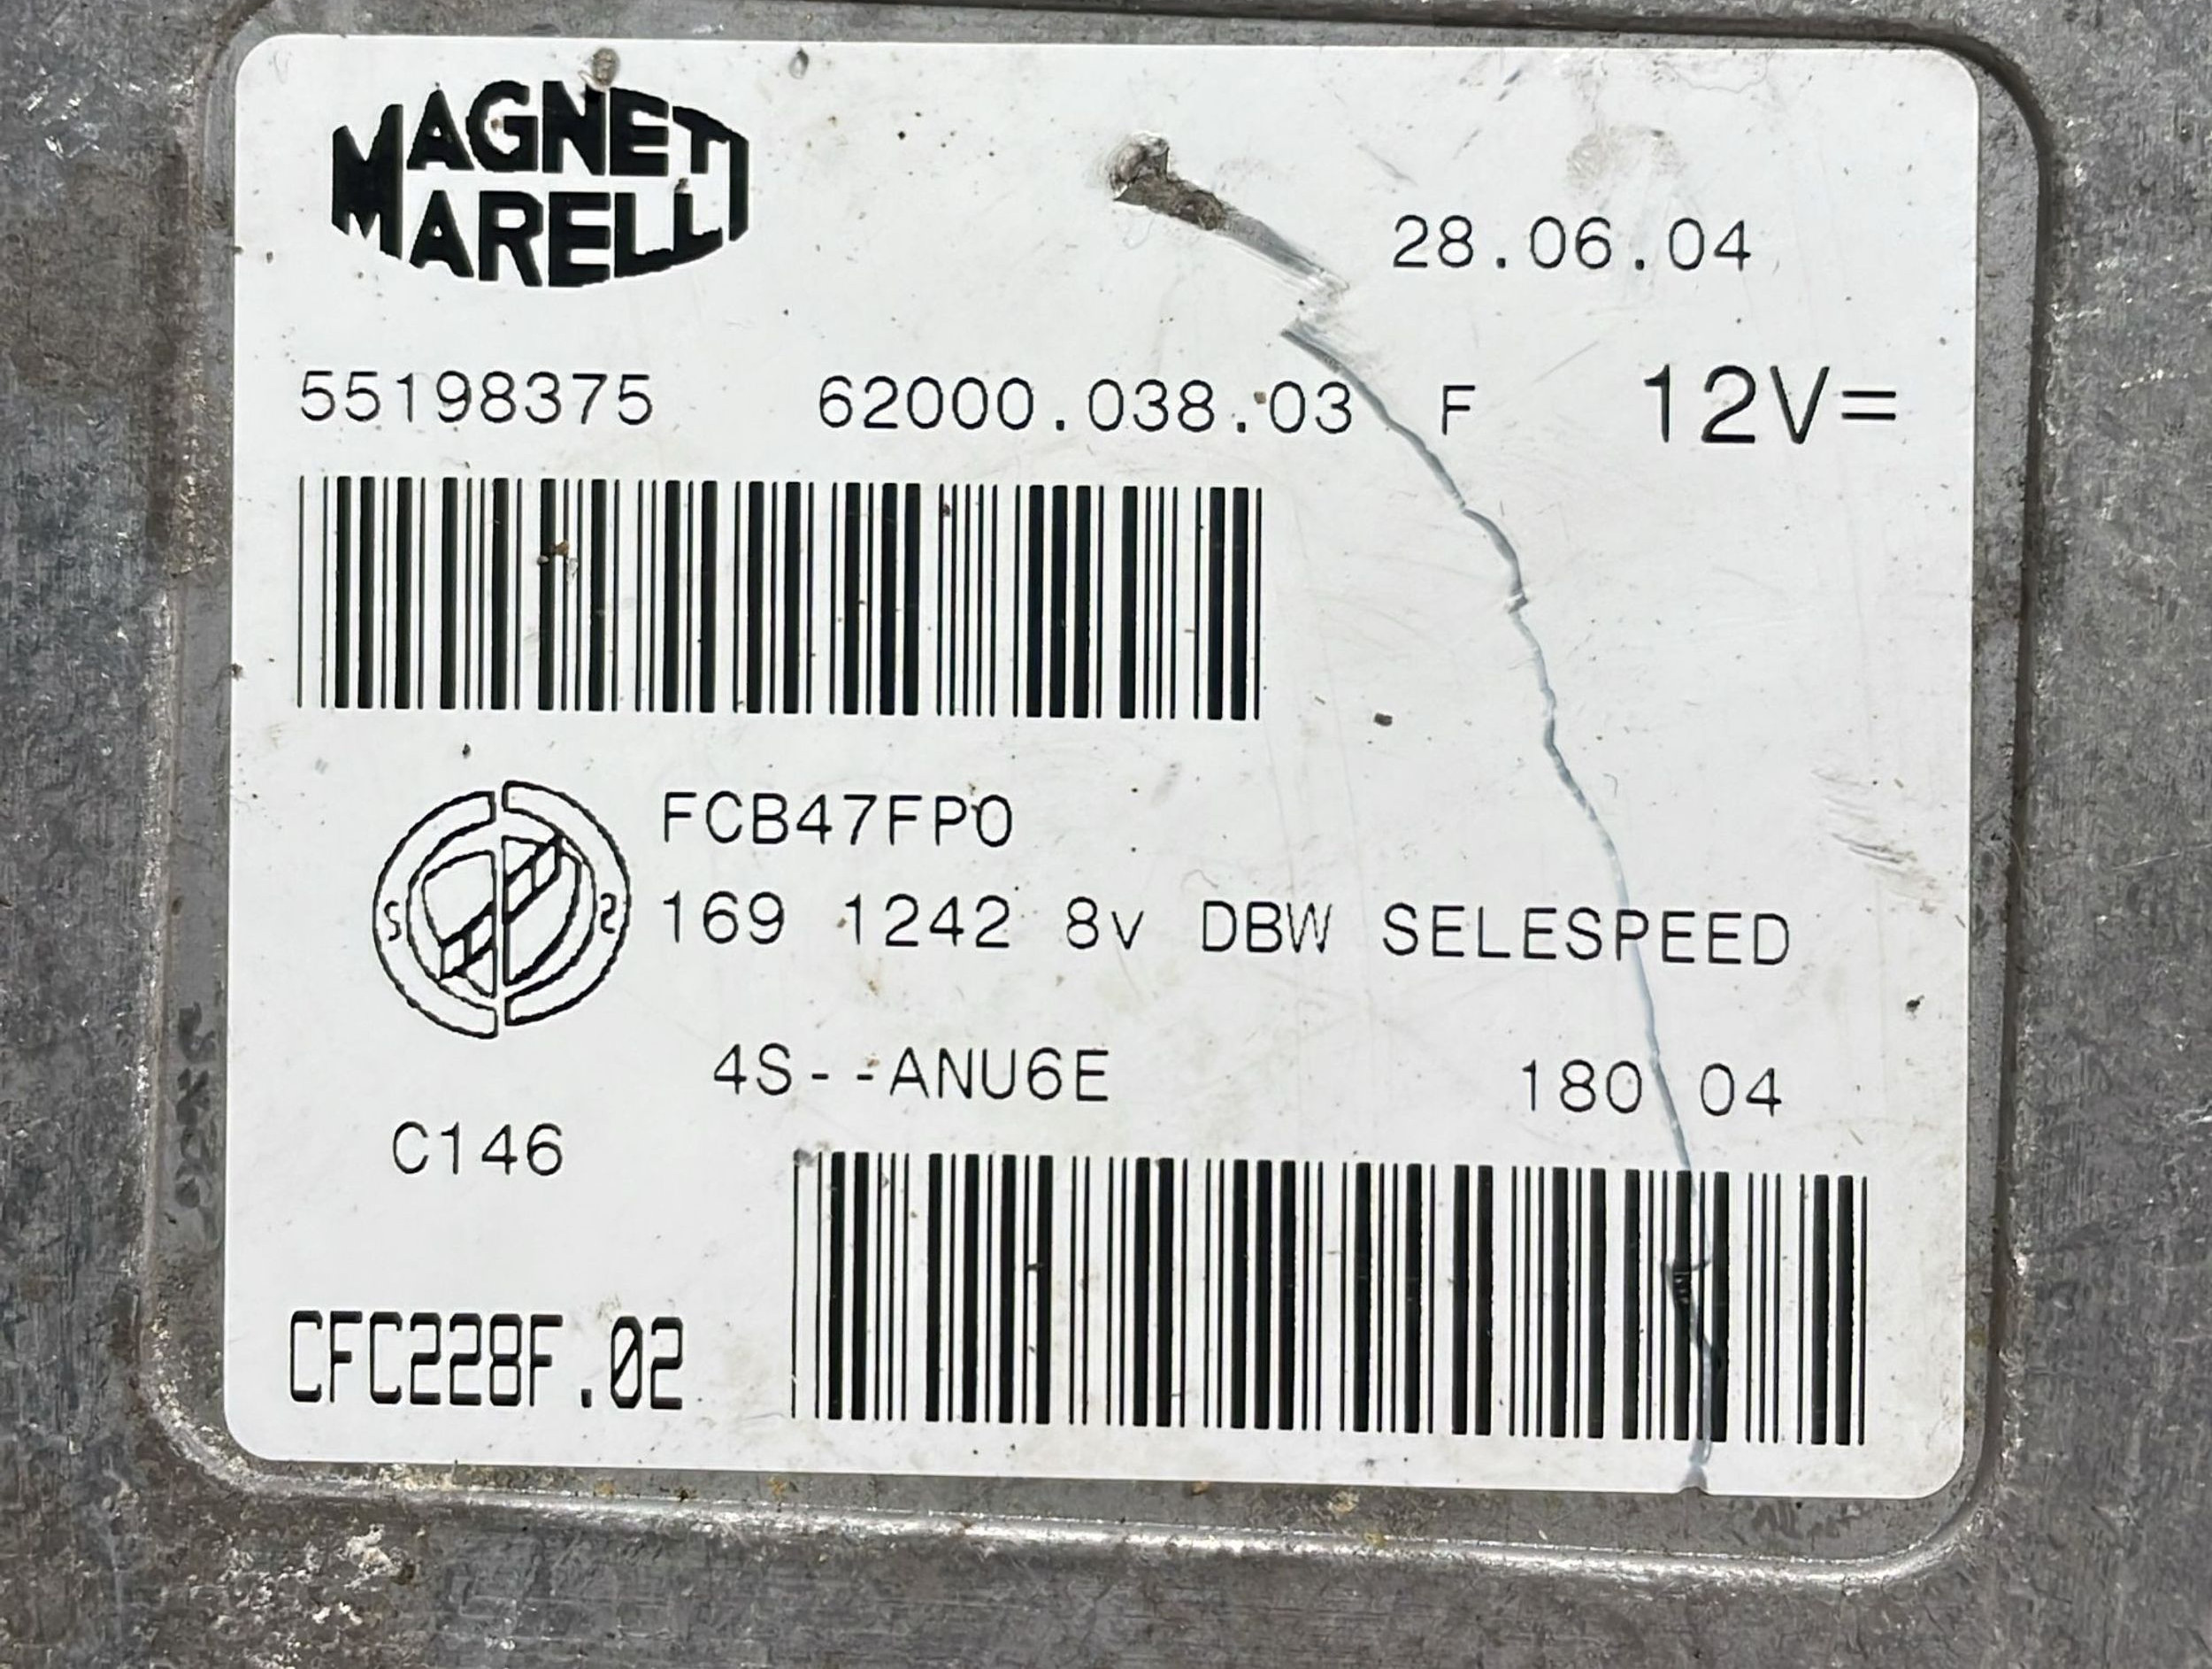 MAGNETI
MARELLI
28.06.04
55198375 62000.038.03 F 12V=
FCB47FP0
169 1242 8v DBW SELESPEED
4S--ANU6E 180 04
C146
CFC228F.02